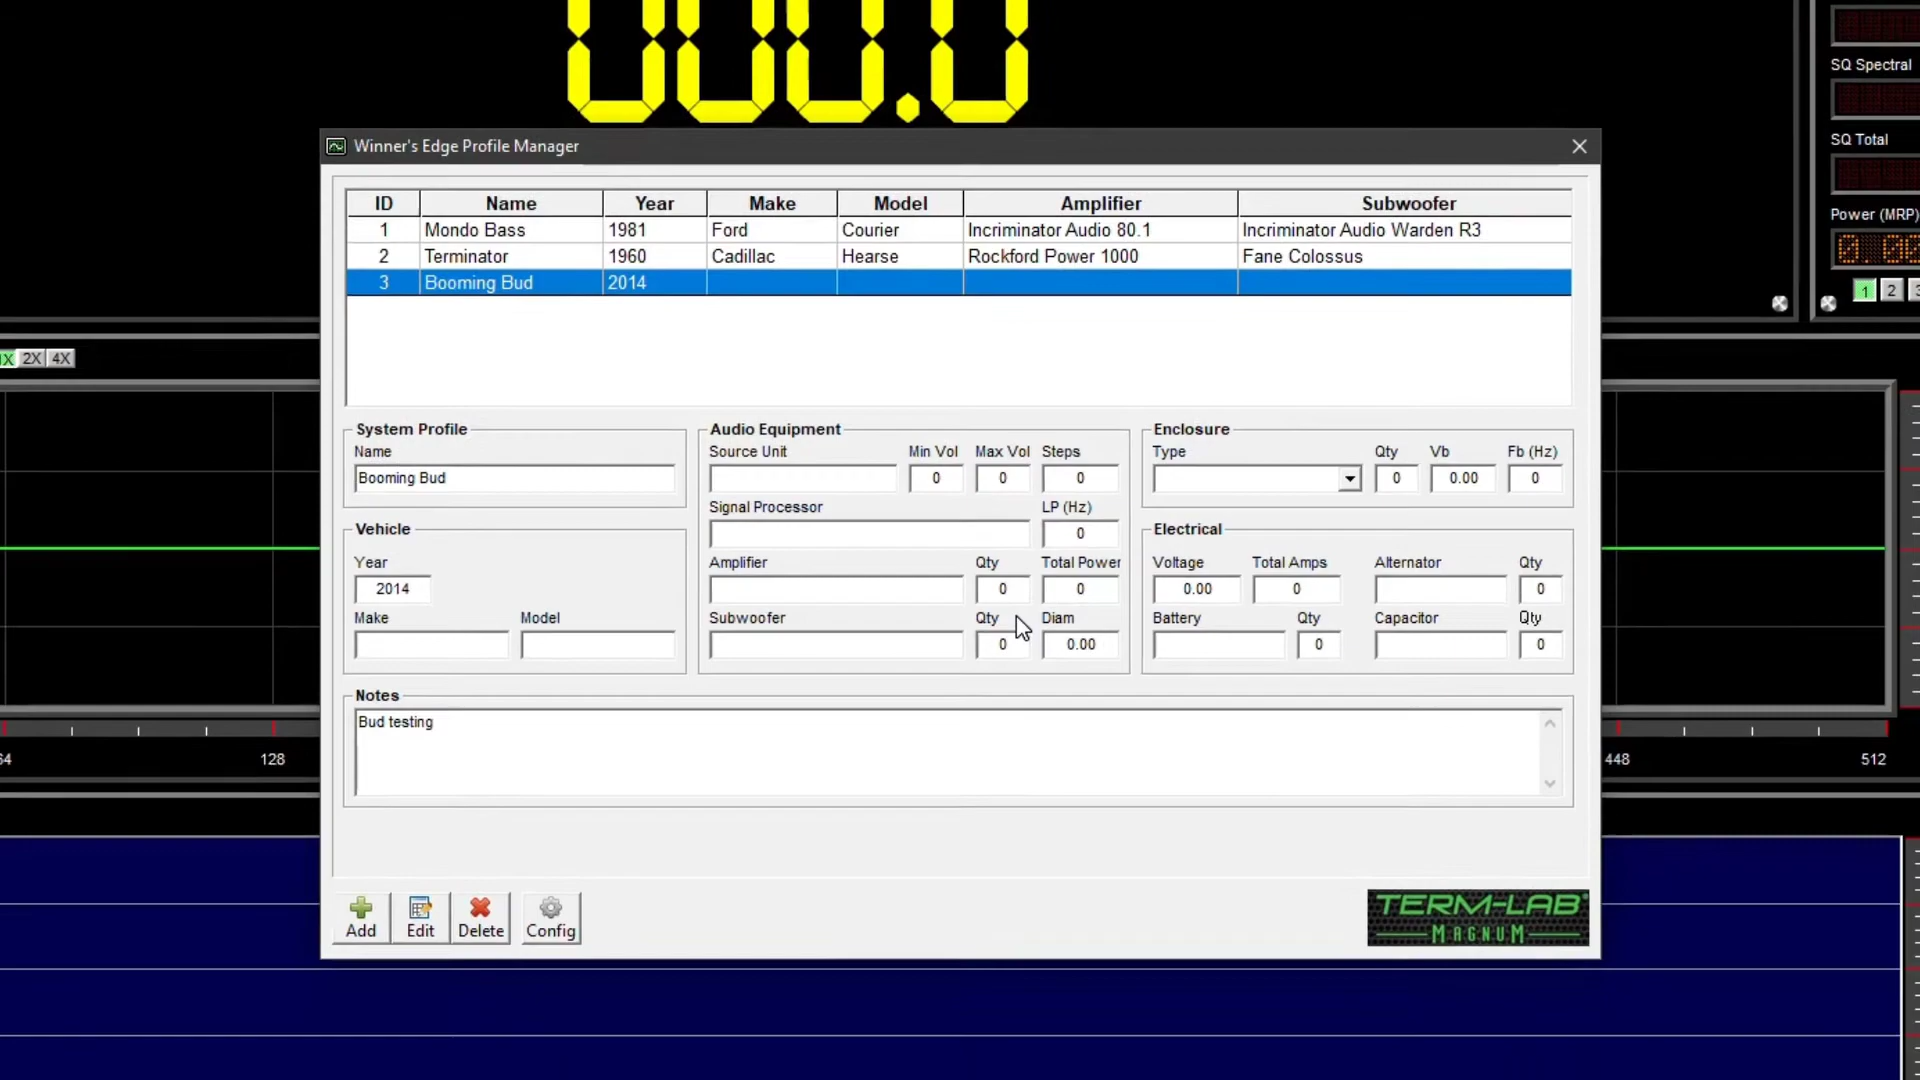 000.0
SQ Spectral
SQ Total
Power (MRP)
1 2
Winner's Edge Profile Manager
ID Name Year Make Model Amplifier Subwoofer
1 Mondo Bass 1981 Ford Courier Incriminator Audio 80.1 Incriminator Audio Warden R3
2 Terminator 1960 Cadillac Hearse Rockford Power 1000 Fane Colossus
3 Booming Bud 2014
2X 4X
System Profile
Name
Booming Bud
Vehicle
Year
2014
Make Model
Audio Equipment
Source Unit Min Vol Max Vol Steps
0 0 0
Signal Processor LP (Hz)
0
Amplifier Qty Total Power
0 0
Subwoofer Qty Diam
0 0.00
Enclosure
Type Qty Vb Fb (Hz)
0 0.00 0
Electrical
Voltage Total Amps Alternator Qty
0.00 0 0
Battery Qty Capacitor Qty
0 0
Notes
Bud testing
128 448 512
Add Edit Delete Config
TERM-LAB
MAGNUM